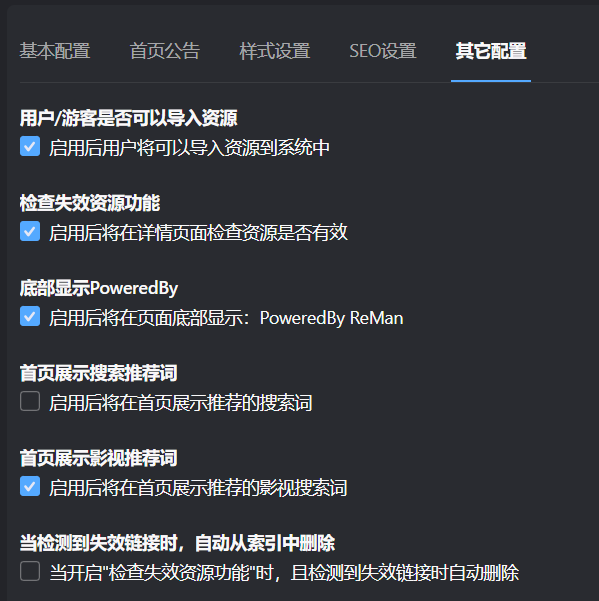 基本配置 首页公告 样式设置 SEO设置 其它配置
用户/游客是否可以导入资源
启用后用户将可以导入资源到系统中
检查失效资源功能
启用后将在详情页面检查资源是否有效
底部显示PoweredBy
启用后将在页面底部显示：PoweredBy ReMan
首页展示搜索推荐词
启用后将在首页展示推荐的搜索词
首页展示影视推荐词
启用后将在首页展示推荐的影视搜索词
当检测到失效链接时，自动从索引中删除
当开启"检查失效资源功能"时，且检测到失效链接时自动删除